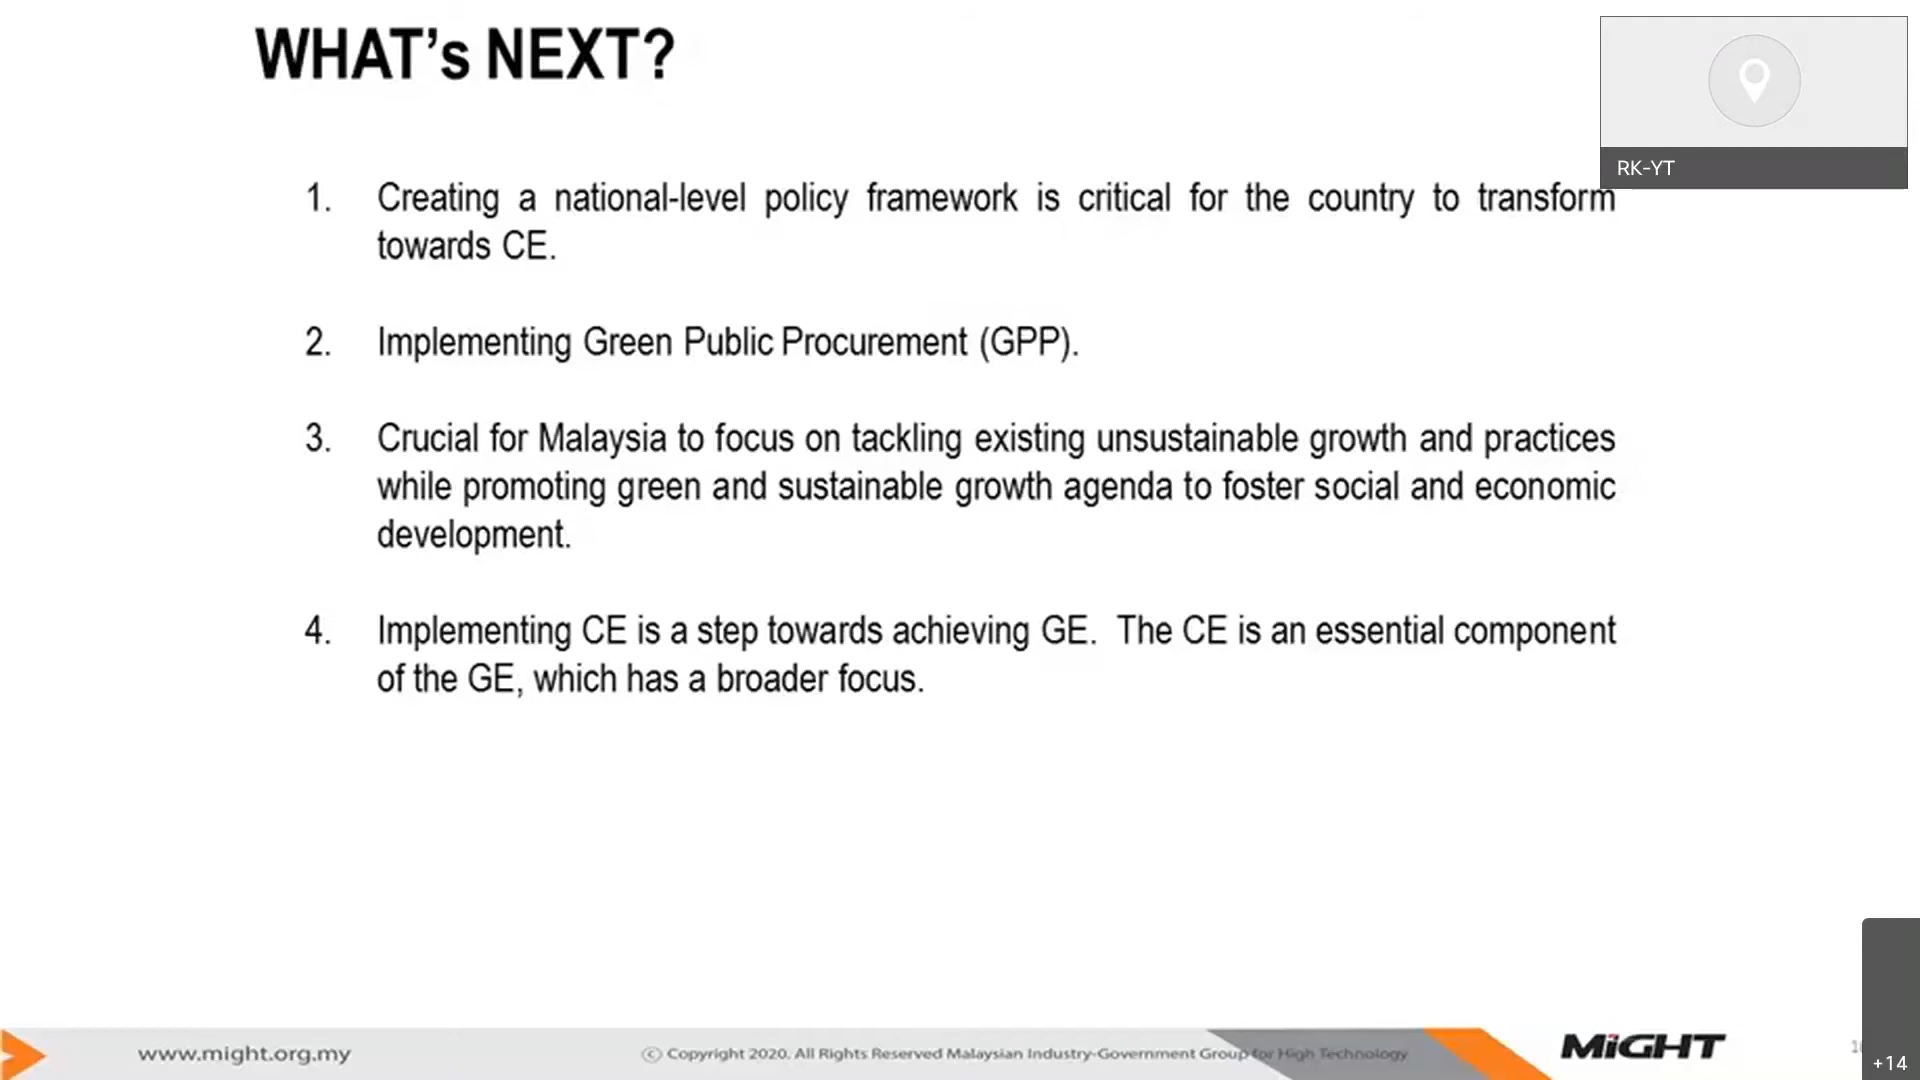 WHAT's NEXT?
RK-YT
1. Creating a national-level policy framework is critical for the country to transform
towards CE.
2. Implementing Green Public Procurement (GPP).
3. Crucial for Malaysia to focus on tackling existing unsustainable growth and practices
while promoting green and sustainable growth agenda to foster social and economic
development.
4. Implementing CE is a step towards achieving GE. The CE is an essential component
of the GE, which has a broader focus.
www.might.org.my
© Copyright 2020. All Rights Reserved Malaysian Industry-Government Group for High Technology
MiGHT
+14